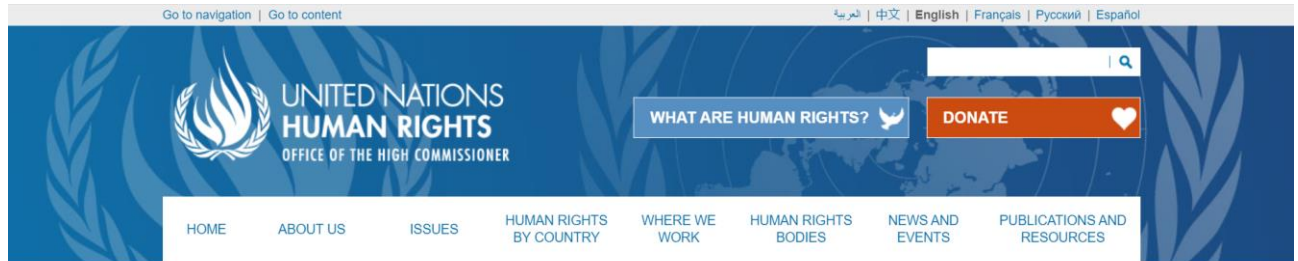 Go to navigation | Go to content
العربية | 中文 | English | Français | Русский | Español
UNITED NATIONS
HUMAN RIGHTS
OFFICE OF THE HIGH COMMISSIONER
WHAT ARE HUMAN RIGHTS?
DONATE
HOME
ABOUT US
ISSUES
HUMAN RIGHTS
BY COUNTRY
WHERE WE
WORK
HUMAN RIGHTS
BODIES
NEWS AND
EVENTS
PUBLICATIONS AND
RESOURCES